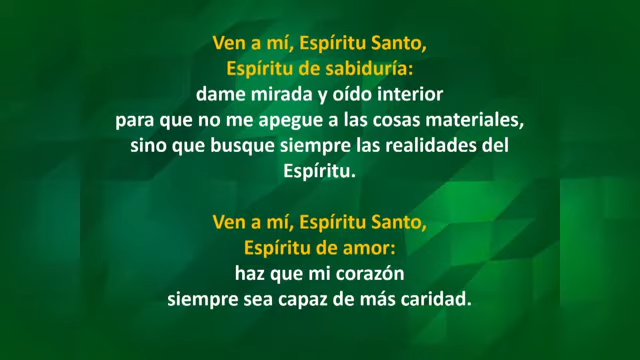 Ven a mí, Espíritu Santo,
Espíritu de sabiduría:
dame mirada y oído interior
para que no me apegue a las cosas materiales,
sino que busque siempre las realidades del
Espíritu.
Ven a mí, Espíritu Santo,
Espíritu de amor:
haz que mi corazón
siempre sea capaz de más caridad.